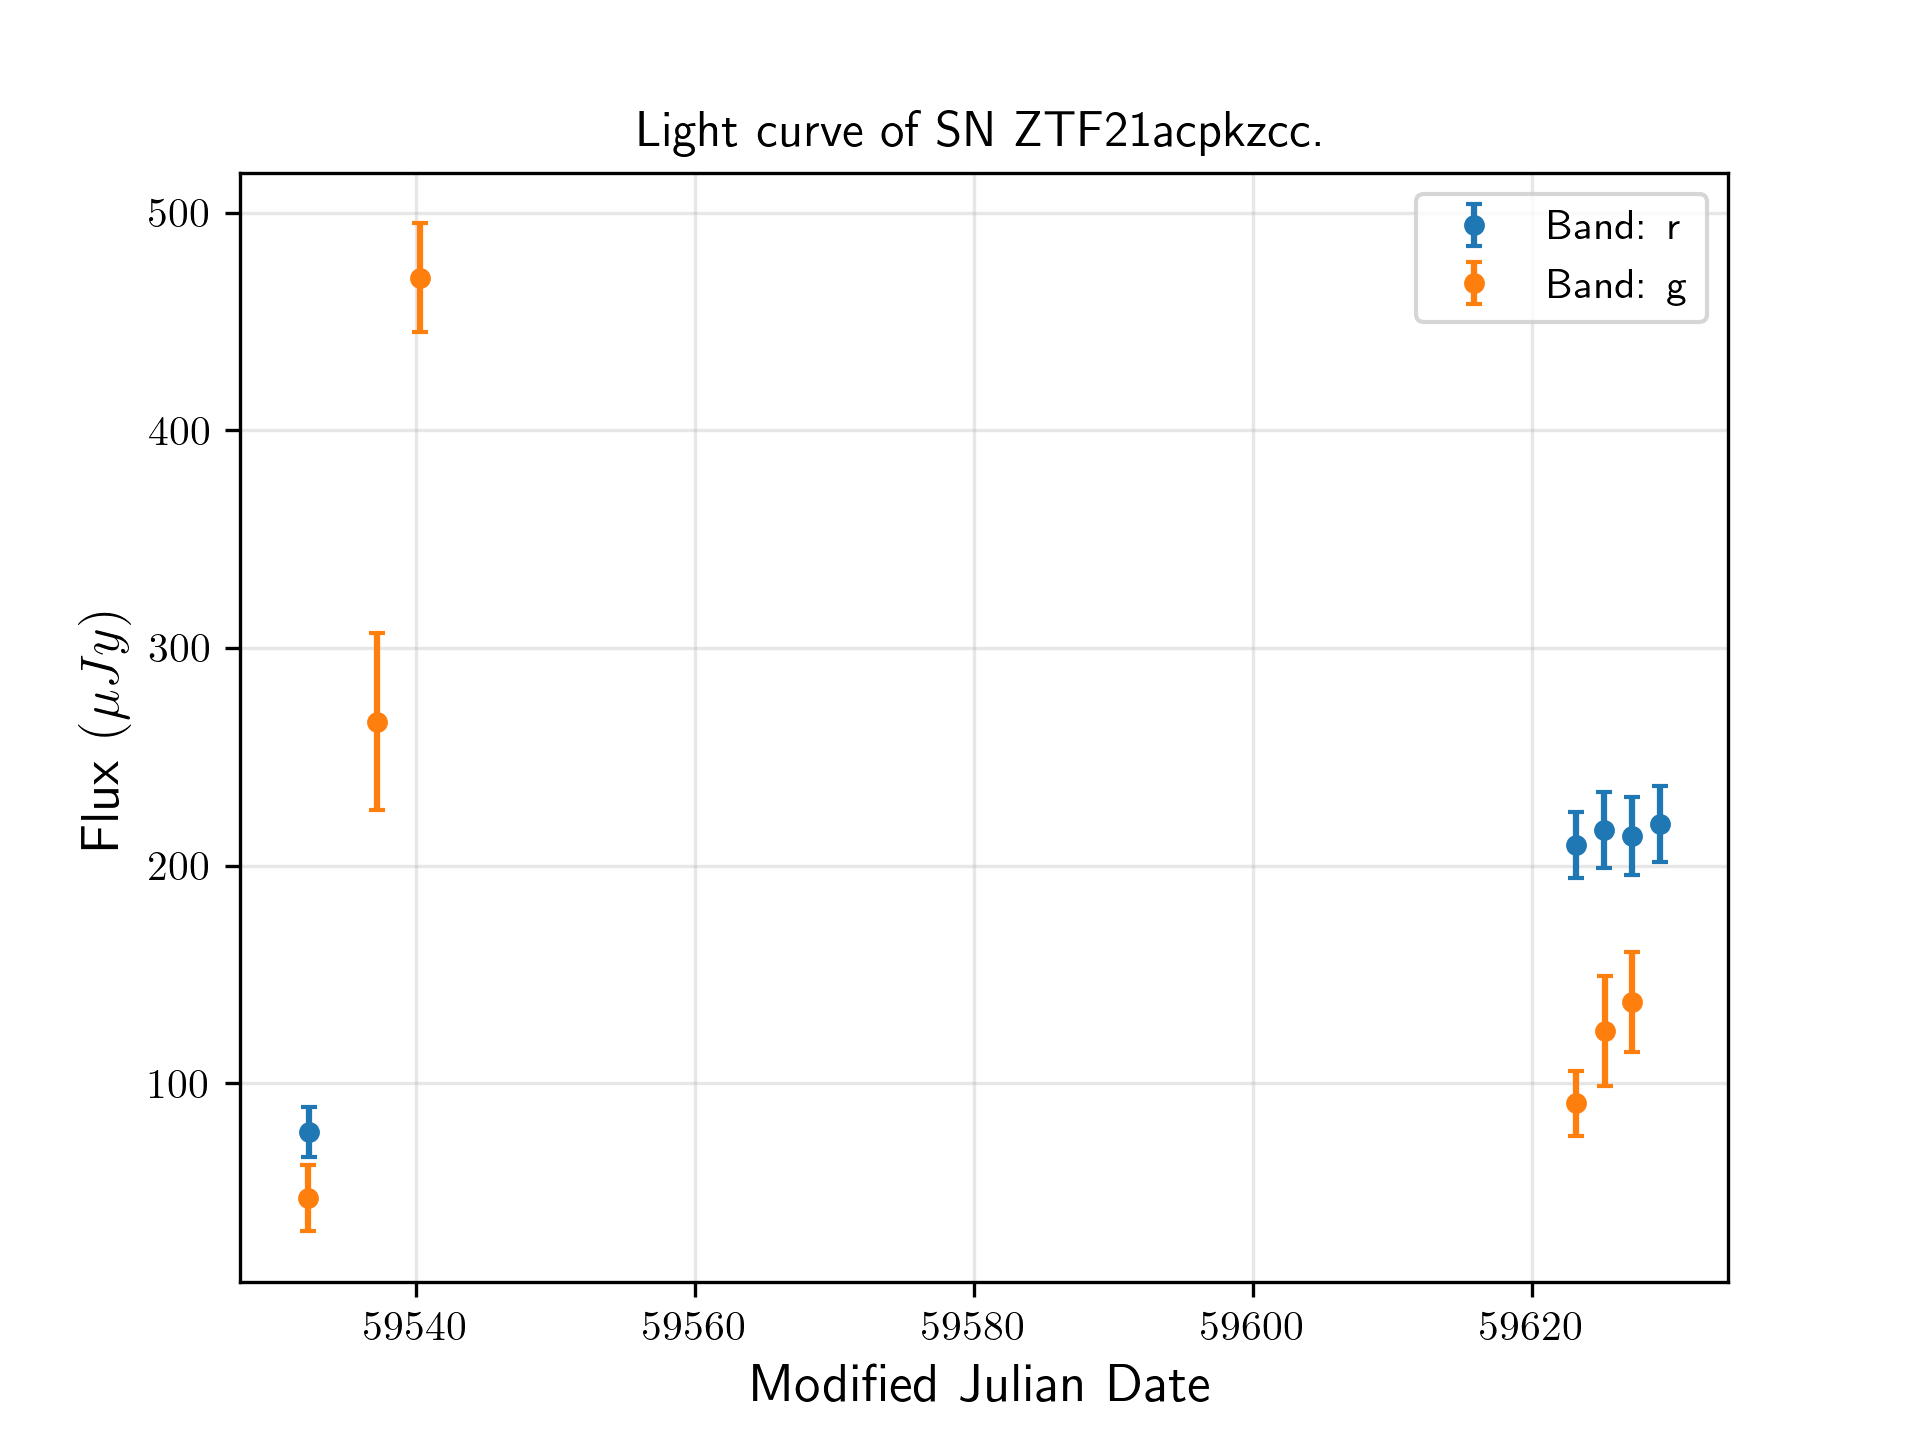 Light curve of SN ZTF21acpkzcc.
Band: r
Band: g
Flux (μJy)
500
400
300
200
100
59540 59560 59580 59600 59620
Modified Julian Date